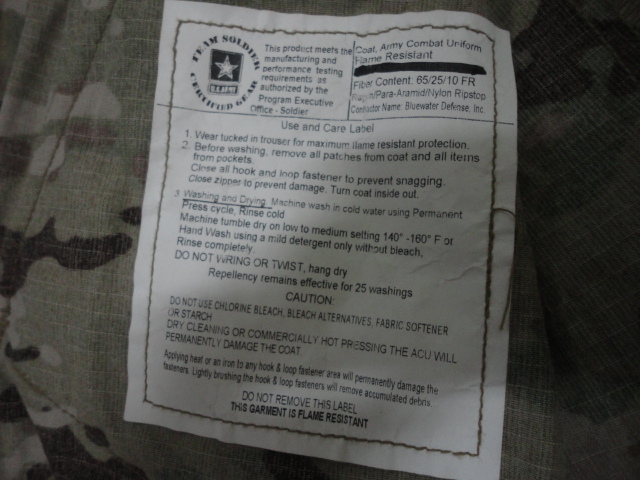 TEAM SOLDIER
U.S. ARMY
CERTIFIED GEAR
This product meets the
manufacturing and
performance testing
requirements as
authorized by the
Program Executive
Office - Soldier
Coat, Army Combat Uniform
Flame Resistant
Fiber Content: 65/25/10 FR
Rayon/Para-Aramid/Nylon Ripstop
Contractor Name: Bluewater Defense, Inc.
Use and Care Label
1. Wear tucked in trouser for maximum flame resistant protection.
2. Before washing, remove all patches from coat and all items
from pockets.
Close all hook and loop fastener to prevent snagging.
Close zipper to prevent damage. Turn coat inside out.
3. Washing and Drying. Machine wash in cold water using Permanent
Press cycle, Rinse cold
Machine tumble dry on low to medium setting 140° -160° F or
Hand Wash using a mild detergent only without bleach,
Rinse completely.
DO NOT WRING OR TWIST, hang dry
Repellency remains effective for 25 washings
CAUTION:
DO NOT USE CHLORINE BLEACH, BLEACH ALTERNATIVES, FABRIC SOFTENER
OR STARCH
DRY CLEANING OR COMMERCIALLY HOT PRESSING THE ACU WILL
PERMANENTLY DAMAGE THE COAT.
Applying heat or an iron to any hook & loop fastener area will permanently damage the
fasteners. Lightly brushing the hook & loop fasteners will remove accumulated debris.
DO NOT REMOVE THIS LABEL
THIS GARMENT IS FLAME RESISTANT